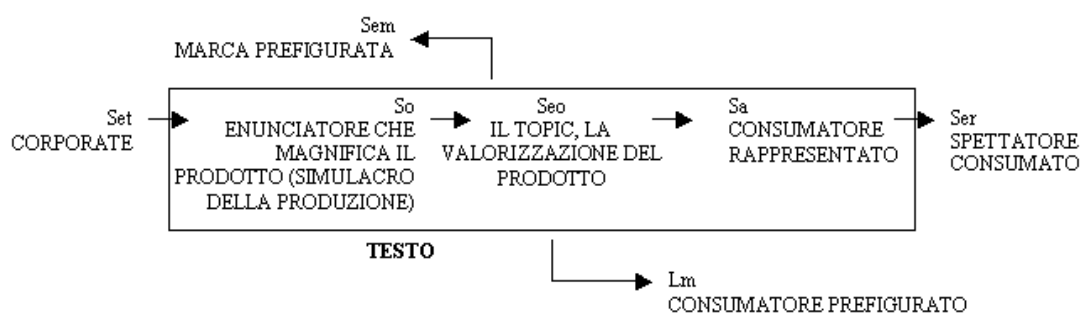 Sem
MARCA PREFIGURATA
Set
CORPORATE
So
ENUNCIATORE CHE
MAGNIFICA IL
PRODOTTO (SIMULACRO
DELLA PRODUZIONE)
Seo
IL TOPIC, LA
VALORIZZAZIONE DEL
PRODOTTO
Sa
CONSUMATORE
RAPPRESENTATO
Ser
SPETTATORE
CONSUMATO
TESTO
Lm
CONSUMATORE PREFIGURATO